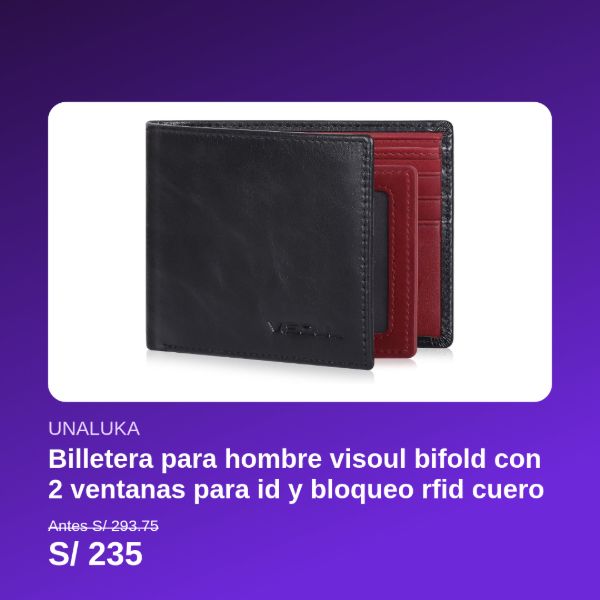 UNALUKA
Billetera para hombre visoul bifold con
2 ventanas para id y bloqueo rfid cuero
Antes S/ 293.75
S/ 235